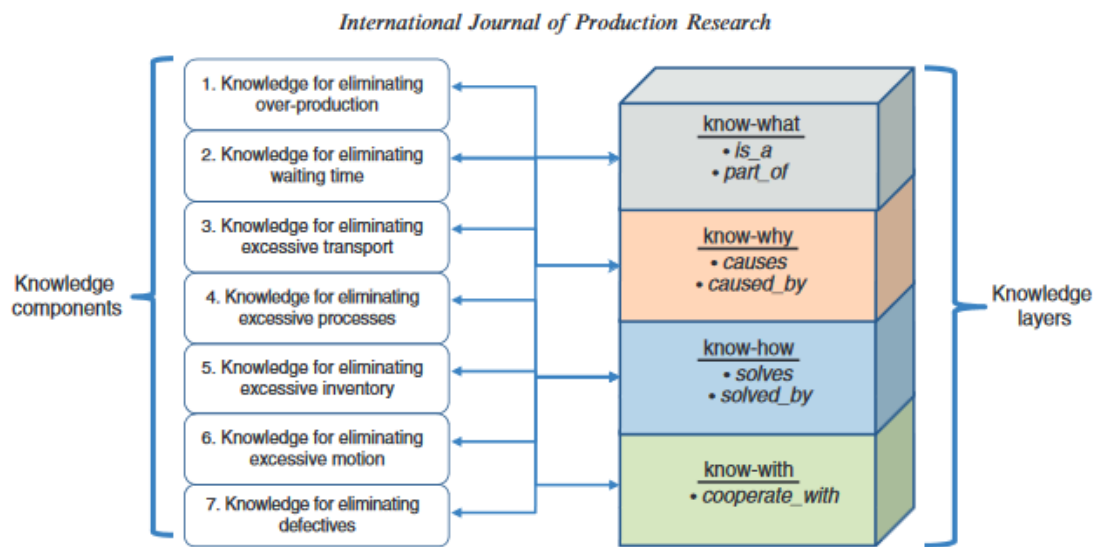 International Journal of Production Research
Knowledge
components
1. Knowledge for eliminating
over-production
2. Knowledge for eliminating
waiting time
3. Knowledge for eliminating
excessive transport
4. Knowledge for eliminating
excessive processes
5. Knowledge for eliminating
excessive inventory
6. Knowledge for eliminating
excessive motion
7. Knowledge for eliminating
defectives
know-what
• is_a
• part_of
know-why
• causes
• caused_by
know-how
• solves
• solved_by
know-with
• cooperate_with
Knowledge
layers